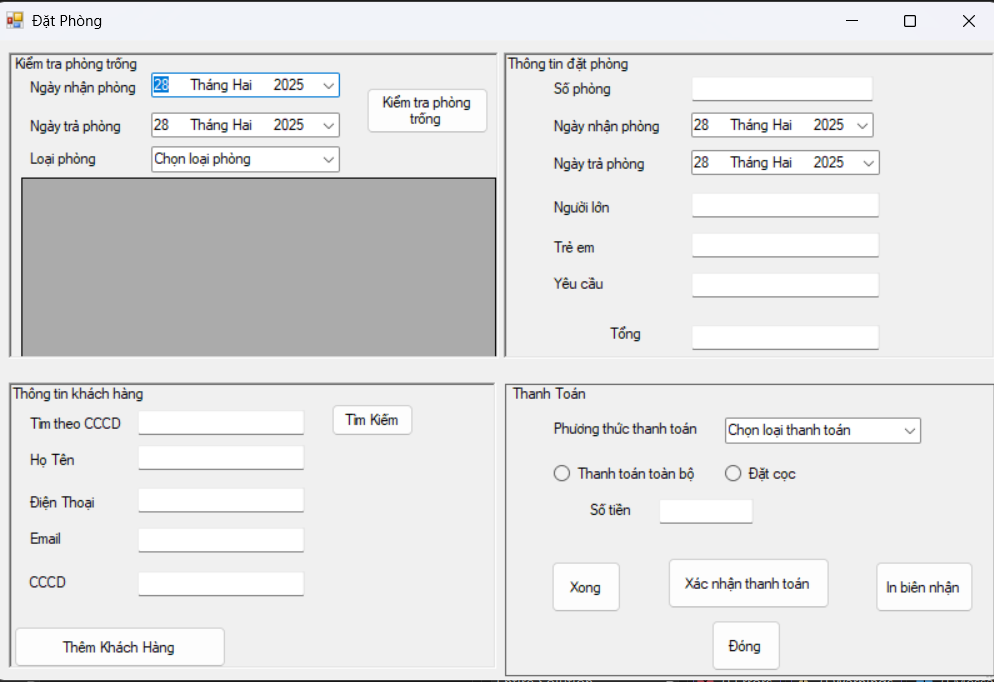 Đặt Phòng
Kiểm tra phòng trống
Ngày nhận phòng
28 Tháng Hai 2025
Kiểm tra phòng
trống
Ngày trả phòng
28 Tháng Hai 2025
Loại phòng
Chọn loại phòng
Thông tin đặt phòng
Số phòng
Ngày nhận phòng
28 Tháng Hai 2025
Ngày trả phòng
28 Tháng Hai 2025
Người lớn
Trẻ em
Yêu cầu
Tổng
Thông tin khách hàng
Tìm theo CCCD
Tìm Kiếm
Họ Tên
Điện Thoại
Email
CCCD
Thêm Khách Hàng
Thanh Toán
Phương thức thanh toán
Chọn loại thanh toán
Thanh toán toàn bộ
Đặt cọc
Số tiền
Xong
Xác nhận thanh toán
In biên nhận
Đóng